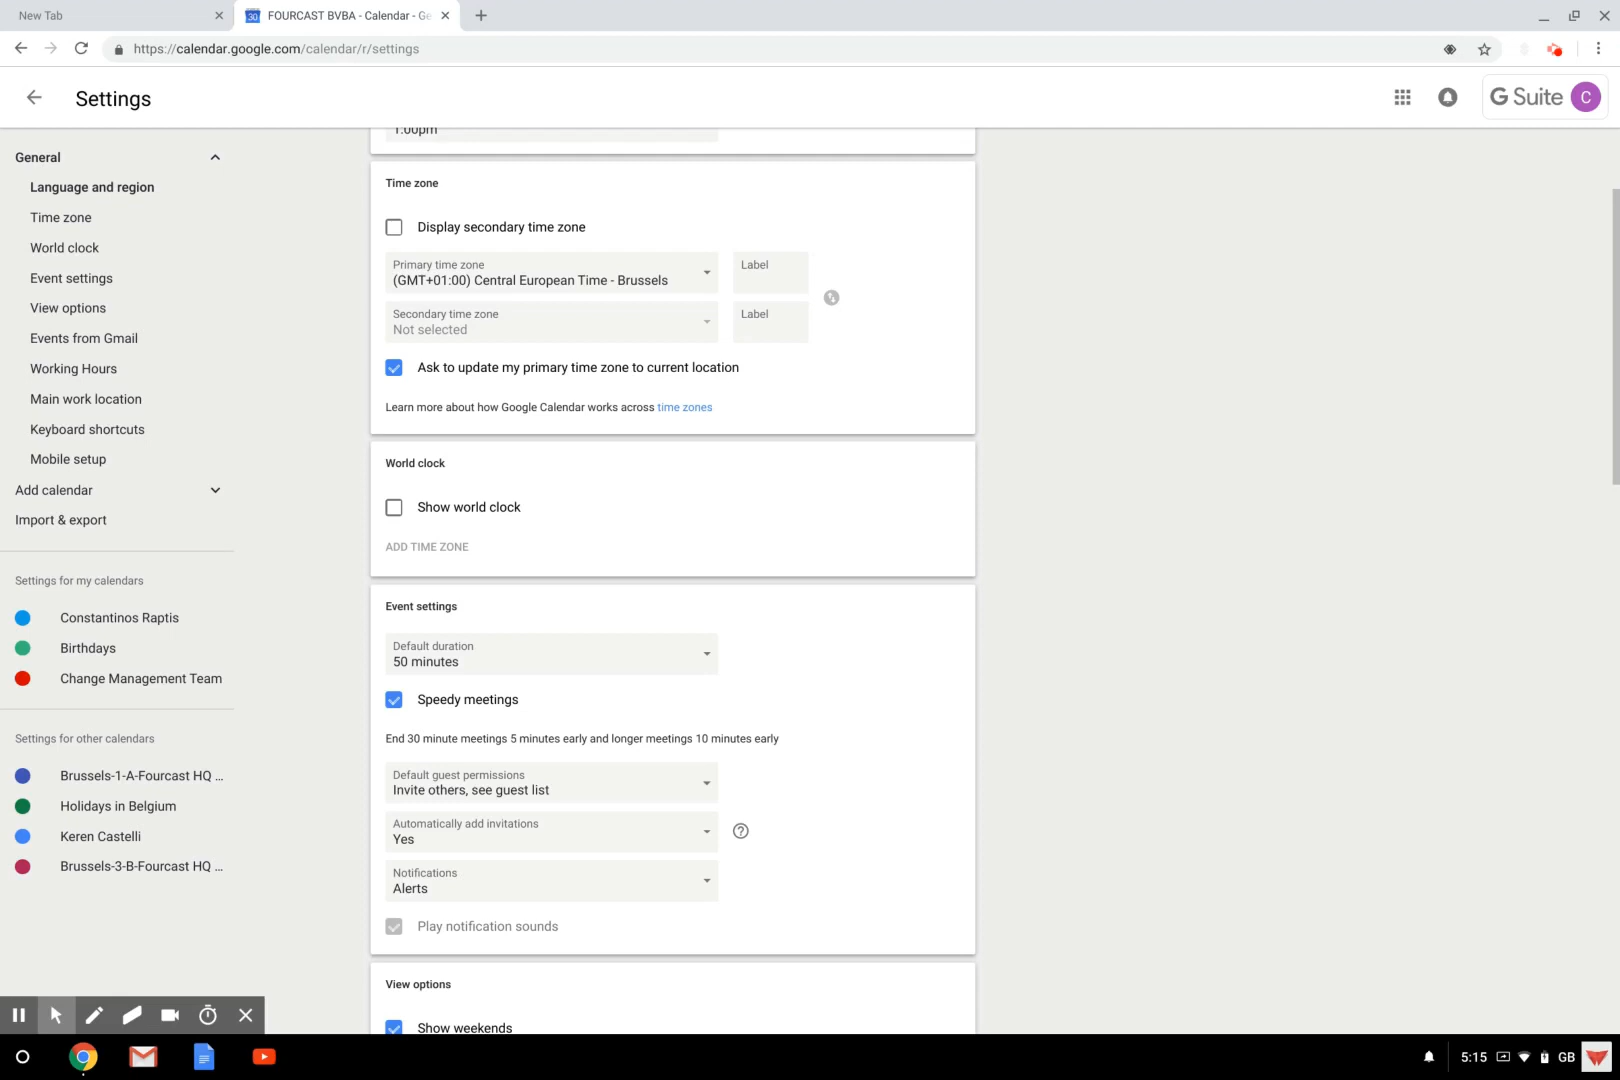 New Tab
FOURCAST BVBA - Calendar - Ge
https://calendar.google.com/calendar/r/settings
Settings
G Suite
C
1:00pm
General
Language and region
Time zone
World clock
Event settings
View options
Events from Gmail
Working Hours
Main work location
Keyboard shortcuts
Mobile setup
Add calendar
Import & export
Settings for my calendars
Constantinos Raptis
Birthdays
Change Management Team
Settings for other calendars
Brussels-1-A-Fourcast HQ ...
Holidays in Belgium
Keren Castelli
Brussels-3-B-Fourcast HQ ...
Time zone
Display secondary time zone
Primary time zone
(GMT+01:00) Central European Time - Brussels
Label
Secondary time zone
Not selected
Label
Ask to update my primary time zone to current location
Learn more about how Google Calendar works across time zones
World clock
Show world clock
ADD TIME ZONE
Event settings
Default duration
50 minutes
Speedy meetings
End 30 minute meetings 5 minutes early and longer meetings 10 minutes early
Default guest permissions
Invite others, see guest list
Automatically add invitations
Yes
Notifications
Alerts
Play notification sounds
View options
Show weekends
5:15
GB